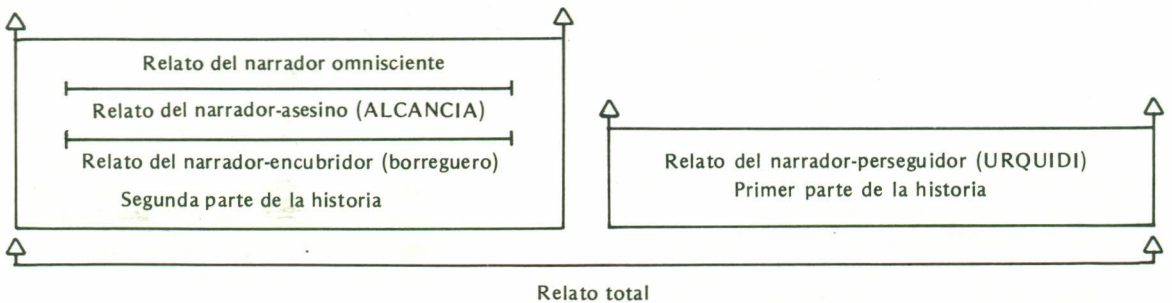 Relato del narrador omnisciente
Relato del narrador-asesino (ALCANCIA)
Relato del narrador-encubridor (borreguero)
Segunda parte de la historia
Relato del narrador-perseguidor (URQUIDI)
Primer parte de la historia
Relato total